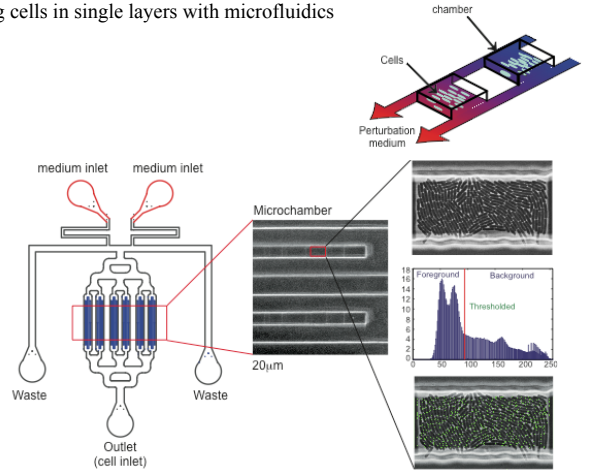 g cells in single layers with microfluidics
chamber
Cells
Perturbation
medium
medium inlet
medium inlet
Microchamber
20µm
Waste
Waste
Outlet
(cell inlet)
18
16
14
12
10
8
6
4
2
0
Foreground
Background
Thresholded
0
50
100
150
200
250